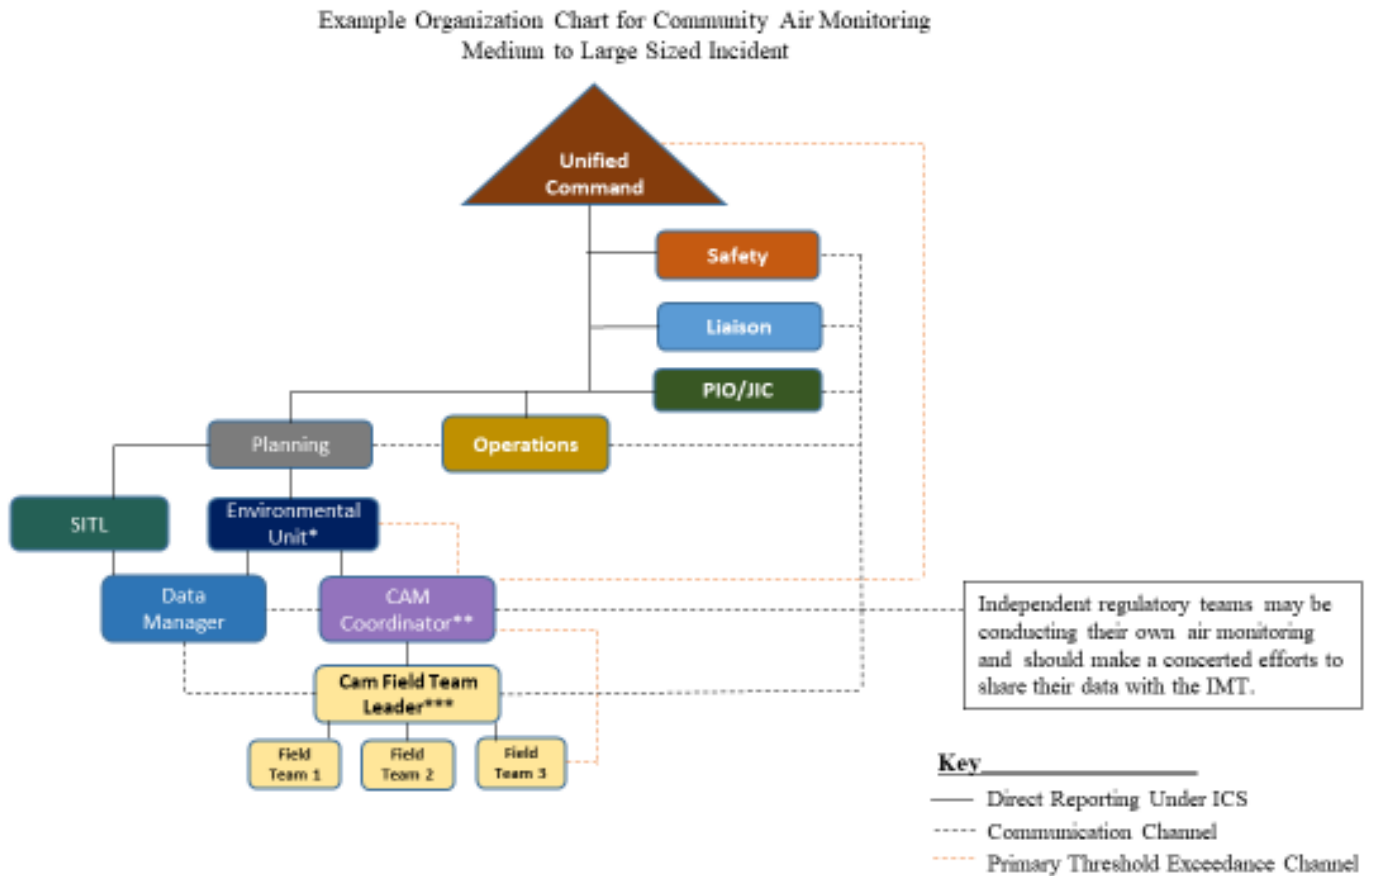 Example Organization Chart for Community Air Monitoring
Medium to Large Sized Incident
Unified
Command
Safety
Liaison
PIO/JIC
Planning
Operations
SITL
Environmental
Unit*
Data
Manager
CAM
Coordinator**
Independent regulatory teams may be
conducting their own air monitoring
and should make a concerted efforts to
share their data with the IMT.
Cam Field Team
Leader***
Field
Team 1
Field
Team 2
Field
Team 3
Key
Direct Reporting Under ICS
Communication Channel
Primary Threshold Exceedance Channel